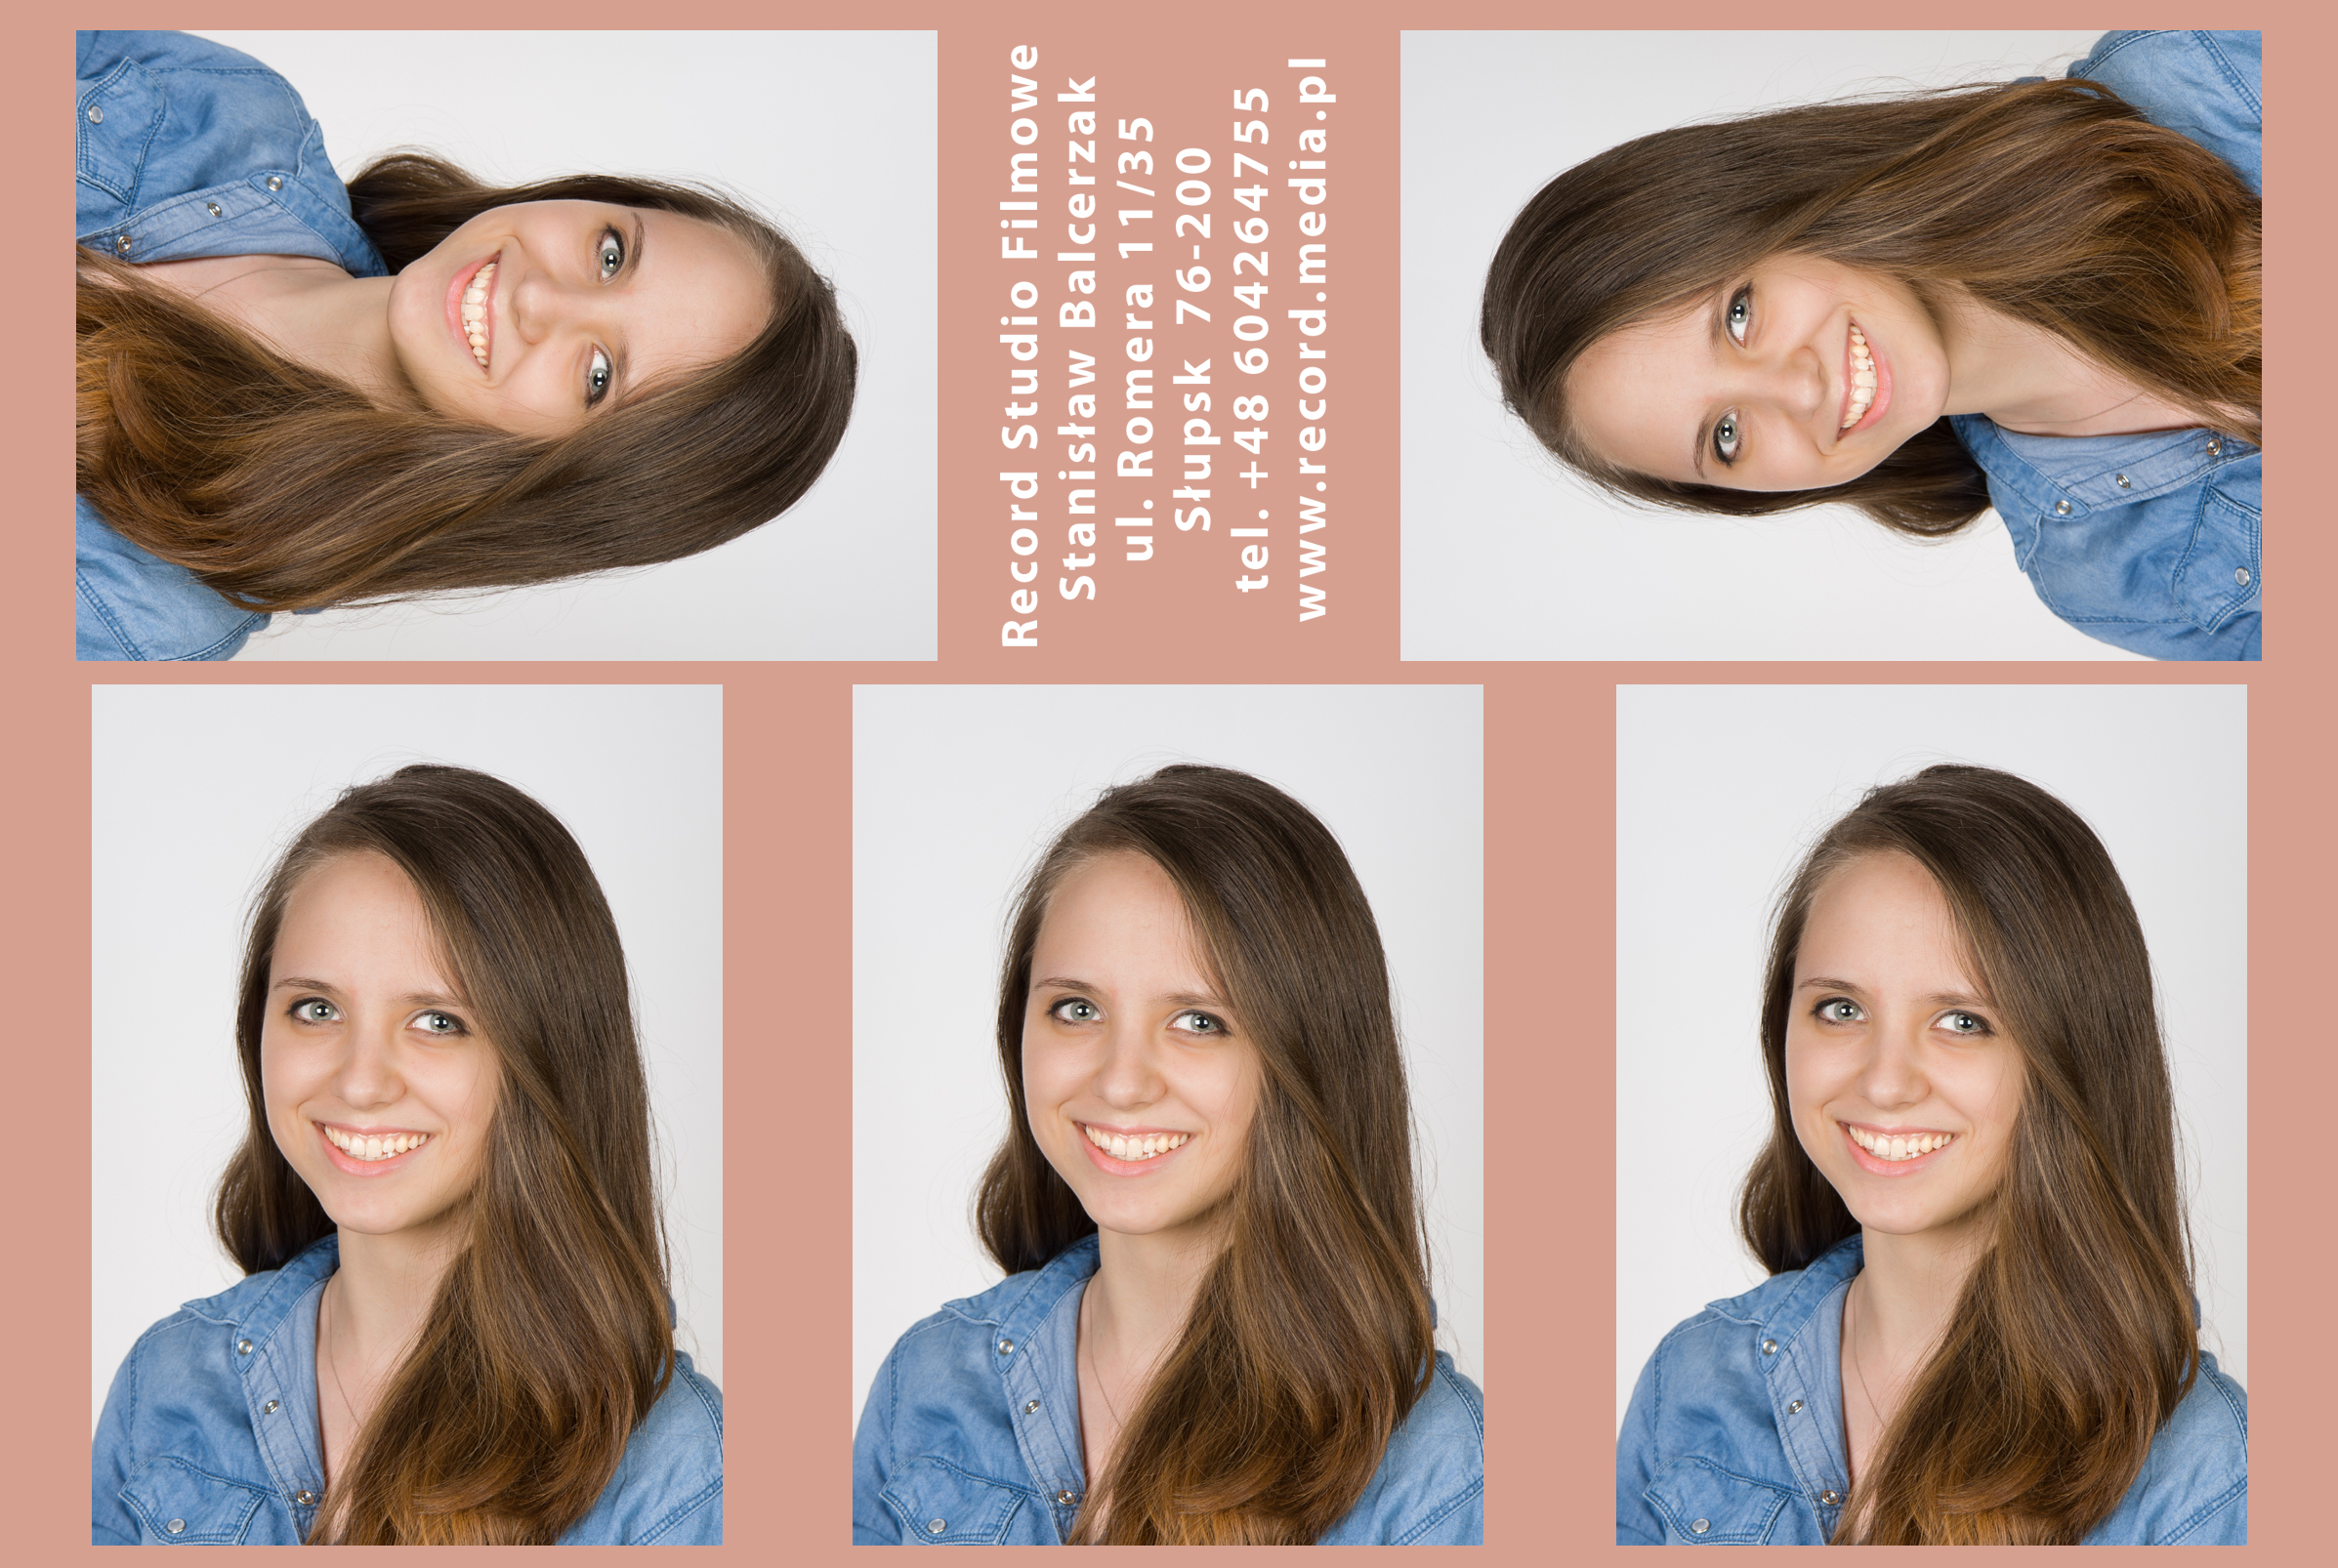 Record Studio Filmowe
Stanisław Balcerzak
ul. Romera 11/35
Słupsk 76-200
tel. +48 604264755
www.record.media.pl